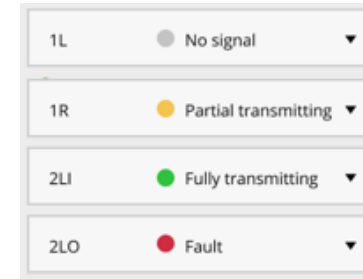 1L No signal
1R Partial transmitting
2LI Fully transmitting
2LO Fault